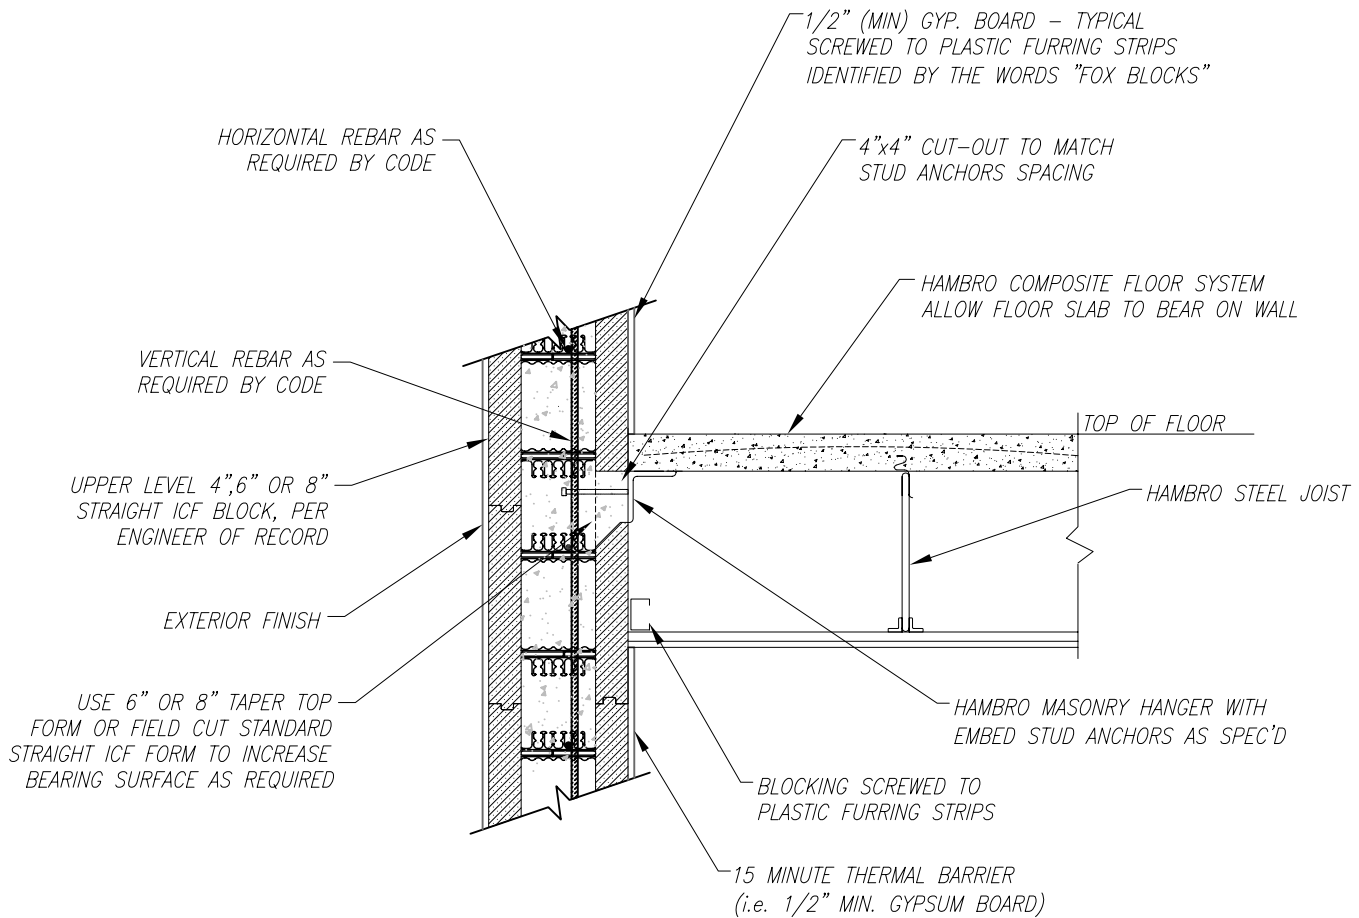 1/2" (MIN) GYP. BOARD – TYPICAL
SCREWED TO PLASTIC FURRING STRIPS
IDENTIFIED BY THE WORDS "FOX BLOCKS"
HORIZONTAL REBAR AS
REQUIRED BY CODE
4"x4" CUT–OUT TO MATCH
STUD ANCHORS SPACING
HAMBRO COMPOSITE FLOOR SYSTEM
ALLOW FLOOR SLAB TO BEAR ON WALL
VERTICAL REBAR AS
REQUIRED BY CODE
TOP OF FLOOR
UPPER LEVEL 4",6" OR 8"
STRAIGHT ICF BLOCK, PER
ENGINEER OF RECORD
HAMBRO STEEL JOIST
EXTERIOR FINISH
USE 6" OR 8" TAPER TOP
FORM OR FIELD CUT STANDARD
STRAIGHT ICF FORM TO INCREASE
BEARING SURFACE AS REQUIRED
HAMBRO MASONRY HANGER WITH
EMBED STUD ANCHORS AS SPEC'D
BLOCKING SCREWED TO
PLASTIC FURRING STRIPS
15 MINUTE THERMAL BARRIER
(i.e. 1/2" MIN. GYPSUM BOARD)